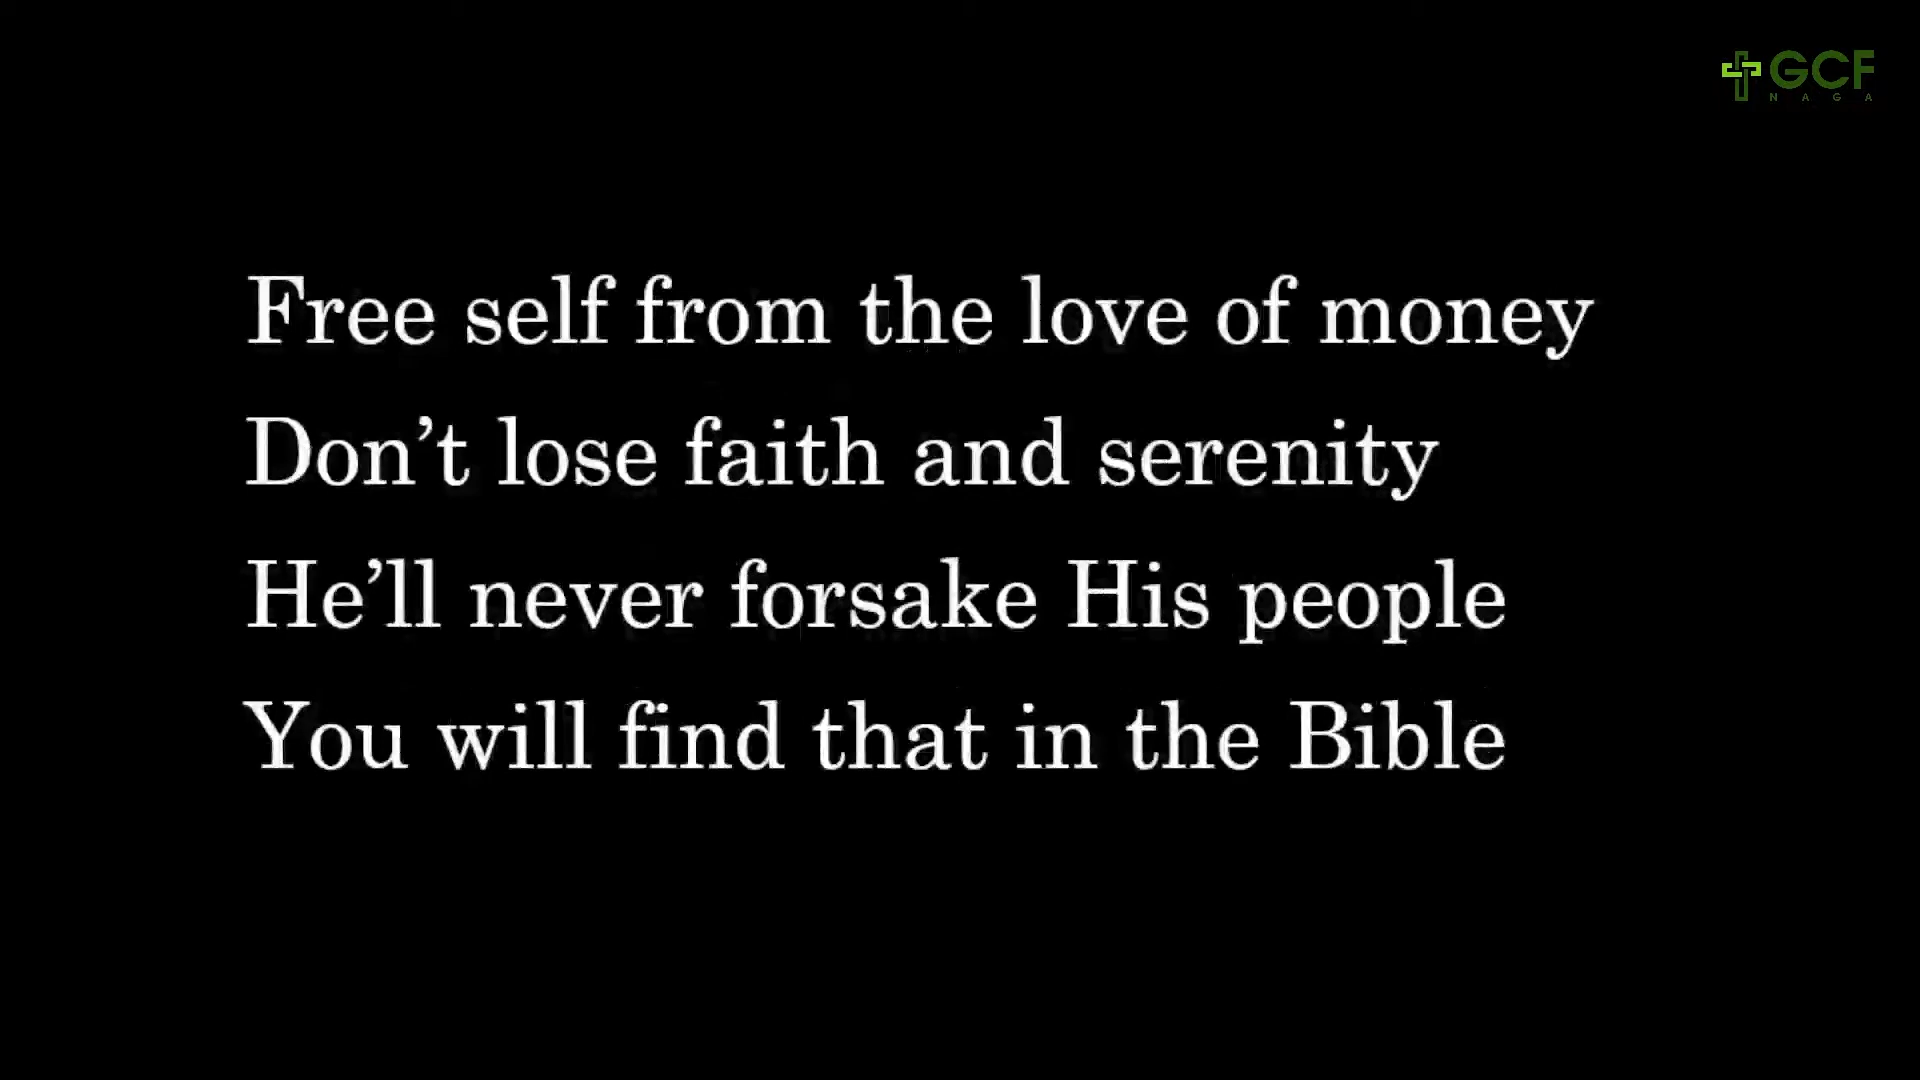 GCF
NAGA
Free self from the love of money
Don’t lose faith and serenity
He’ll never forsake His people
You will find that in the Bible